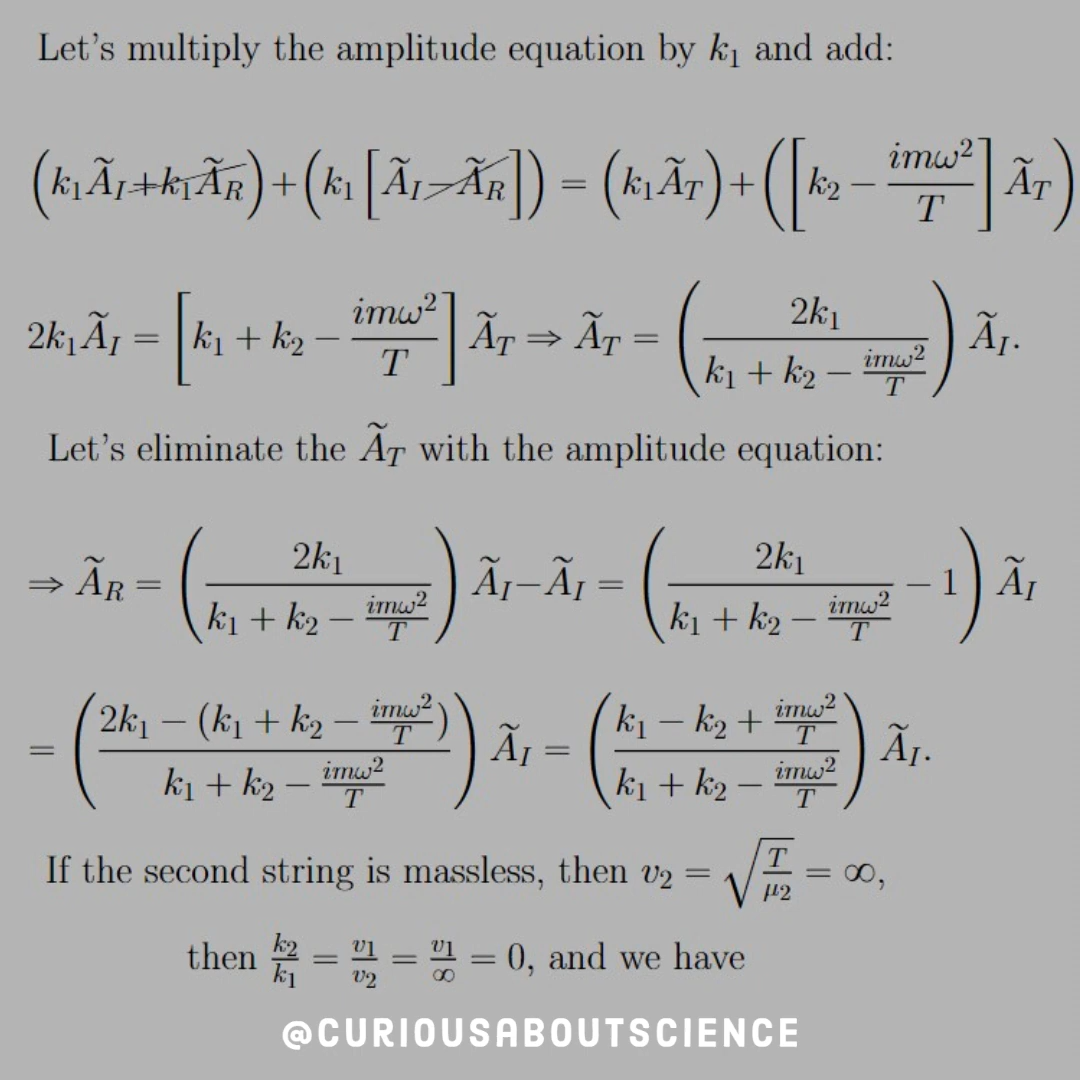 Let's multiply the amplitude equation by k₁ and add:
(k₁Ã_I+k₁Ã_R)+(k₁[Ã_I−Ã_R]) = (k₁Ã_T)+([k₂ − imω²/T]Ã_T)
2k₁Ã_I = [k₁ + k₂ − imω²/T] Ã_T ⇒ Ã_T = (2k₁/(k₁ + k₂ − imω²/T)) Ã_I.
Let's eliminate the Ã_T with the amplitude equation:
⇒ Ã_R = (2k₁/(k₁ + k₂ − imω²/T)) Ã_I−Ã_I = (2k₁/(k₁ + k₂ − imω²/T) − 1) Ã_I
= ((2k₁ − (k₁ + k₂ − imω²/T))/(k₁ + k₂ − imω²/T)) Ã_I = ((k₁ − k₂ + imω²/T)/(k₁ + k₂ − imω²/T)) Ã_I.
If the second string is massless, then v₂ = √(T/μ₂) = ∞,
then k₂/k₁ = v₁/v₂ = v₁/∞ = 0, and we have
@CURIOUSABOUTSCIENCE